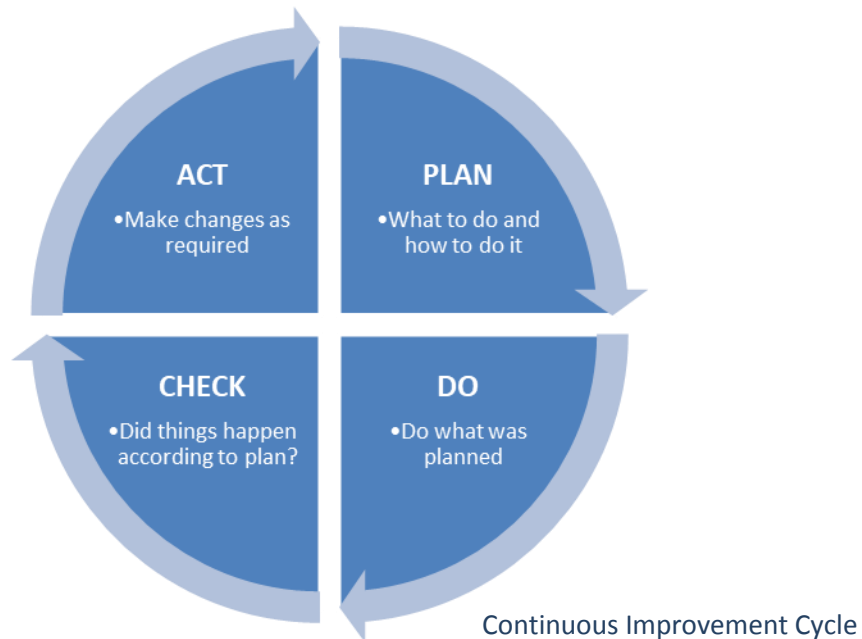 ACT
•Make changes as
required
PLAN
•What to do and
how to do it
CHECK
•Did things happen
according to plan?
DO
•Do what was
planned
Continuous Improvement Cycle